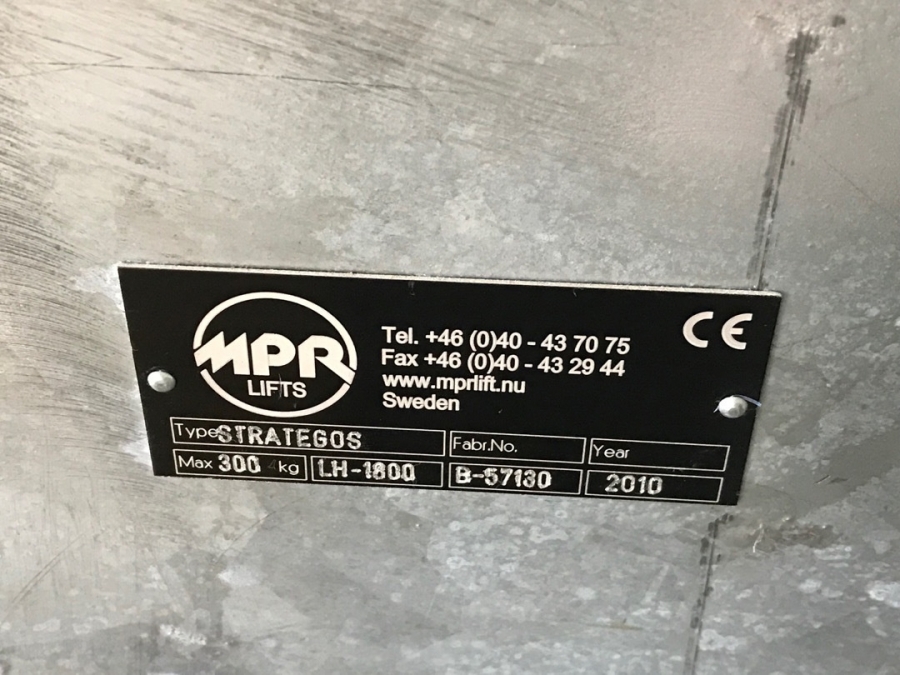 MPR
LIFTS
Tel. +46 (0)40 - 43 70 75
Fax +46 (0)40 - 43 29 44
www.mprlift.nu
Sweden
CE
Type STRATEGOS
Fabr.No.
Year
Max 300 kg
LH-1800
B-57130
2010